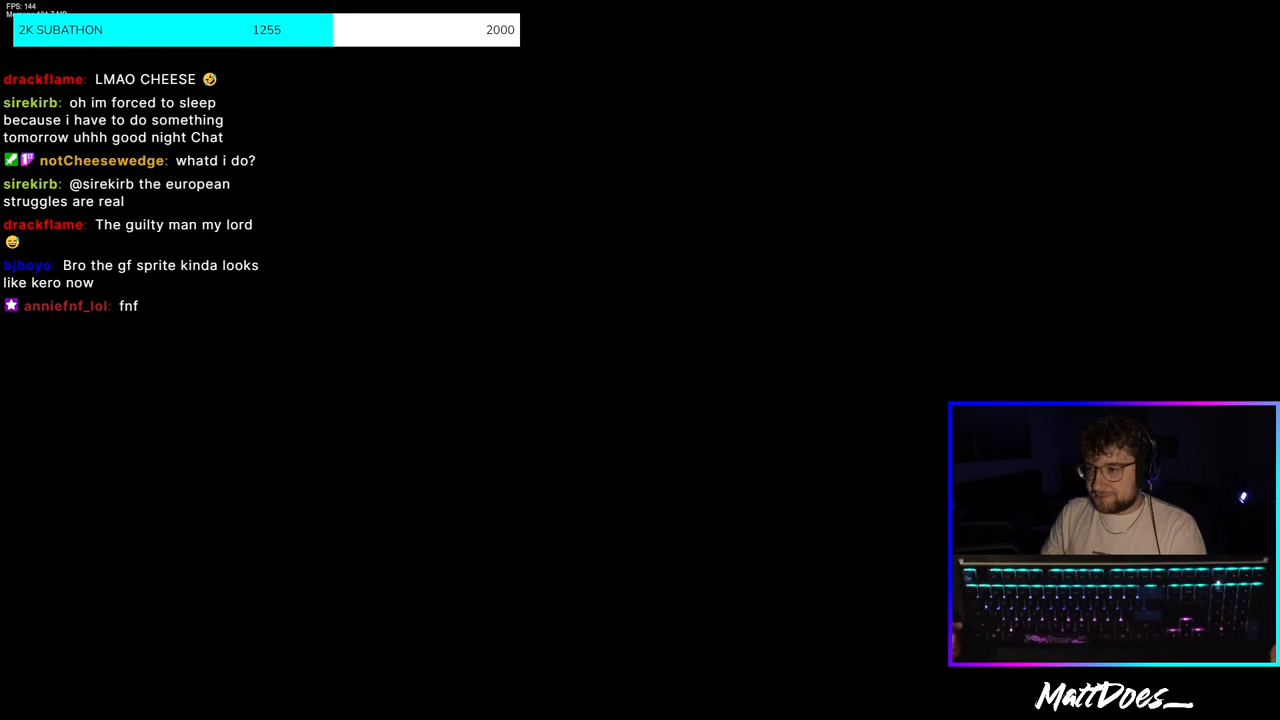 FPS: 144
2K SUBATHON 1255 2000
drackflame: LMAO CHEESE 🤣
sirekirb: oh im forced to sleep
because i have to do something
tomorrow uhhh good night Chat
notCheesewedge: whatd i do?
sirekirb: @sirekirb the european
struggles are real
drackflame: The guilty man my lord
😅
bjboyo: Bro the gf sprite kinda looks
like kero now
anniefnf_lol: fnf
MattDoes_